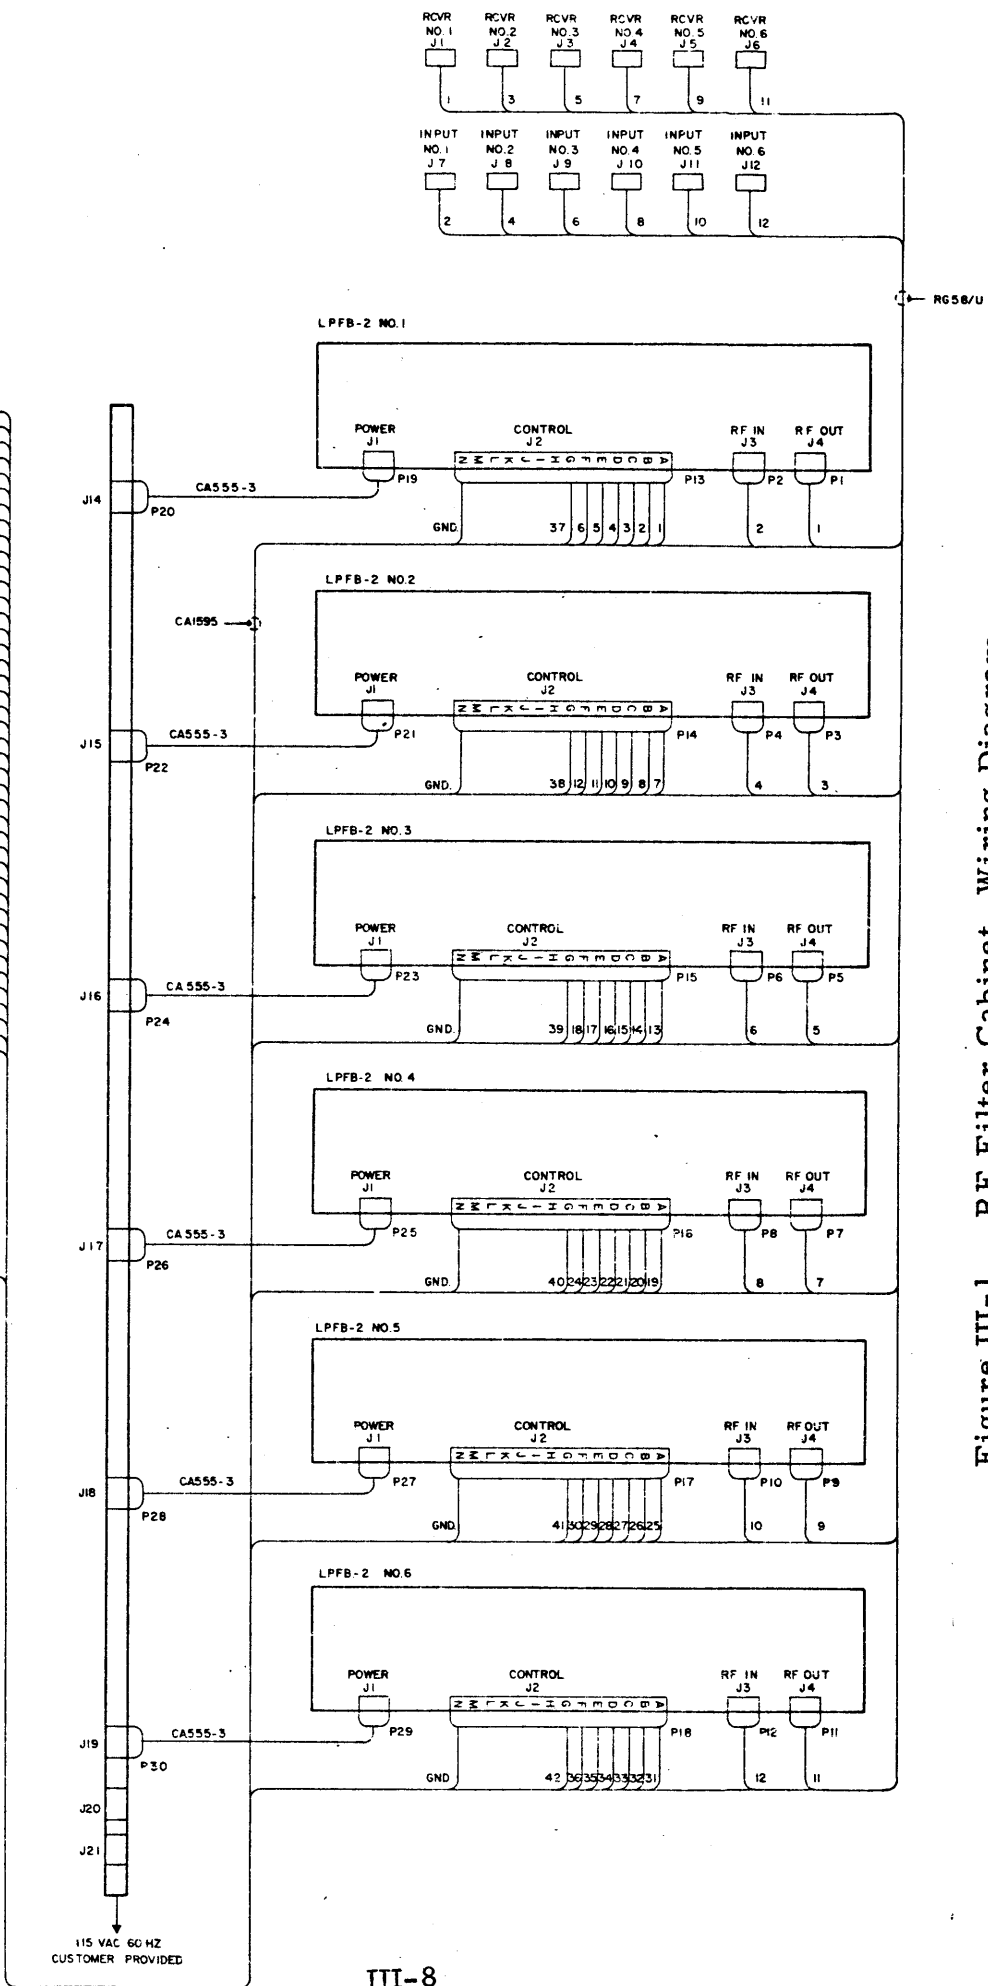 RCVR NO.1 J1
RCVR NO.2 J2
RCVR NO.3 J3
RCVR NO.4 J4
RCVR NO.5 J5
RCVR NO.6 J6
1 3 5 7 9 11
INPUT NO.1 J7
INPUT NO.2 J8
INPUT NO.3 J9
INPUT NO.4 J10
INPUT NO.5 J11
INPUT NO.6 J12
2 4 6 8 10 12
RG58/U
LPFB-2 NO.1
POWER J1
CONTROL J2
RF IN J3
RF OUT J4
N M L K J I H G F E D C B A
P19 P13 P2 P1
J14 CA555-3 P20
GND. 37 6 5 4 3 2 1 2 1
LPFB-2 NO.2
CA1595
POWER J1
CONTROL J2
RF IN J3
RF OUT J4
N M L K J I H G F E D C B A
P21 P14 P4 P3
J15 CA555-3 P22
GND. 38 12 11 10 9 8 7 4 3
LPFB-2 NO.3
POWER J1
CONTROL J2
RF IN J3
RF OUT J4
N M L K J I H G F E D C B A
P23 P15 P6 P5
J16 CA555-3 P24
GND. 39 18 17 16 15 14 13 6 5
LPFB-2 NO.4
POWER J1
CONTROL J2
RF IN J3
RF OUT J4
N M L K J I H G F E D C B A
P25 P16 P8 P7
J17 CA555-3 P26
GND. 40 24 23 22 21 20 19 8 7
LPFB-2 NO.5
POWER J1
CONTROL J2
RF IN J3
RF OUT J4
N M L K J I H G F E D C B A
P27 P17 P10 P9
J18 CA555-3 P28
GND. 41 30 29 28 27 26 25 10 9
LPFB-2 NO.6
POWER J1
CONTROL J2
RF IN J3
RF OUT J4
N M L K J I H G F E D C B A
P29 P18 P12 P11
J19 CA555-3 P30
GND 42 36 35 34 33 32 31 12 11
J20
J21
115 VAC 60 HZ
CUSTOMER PROVIDED
III-8
Figure III-1 RF Filter Cabinet, Wiring Diagram